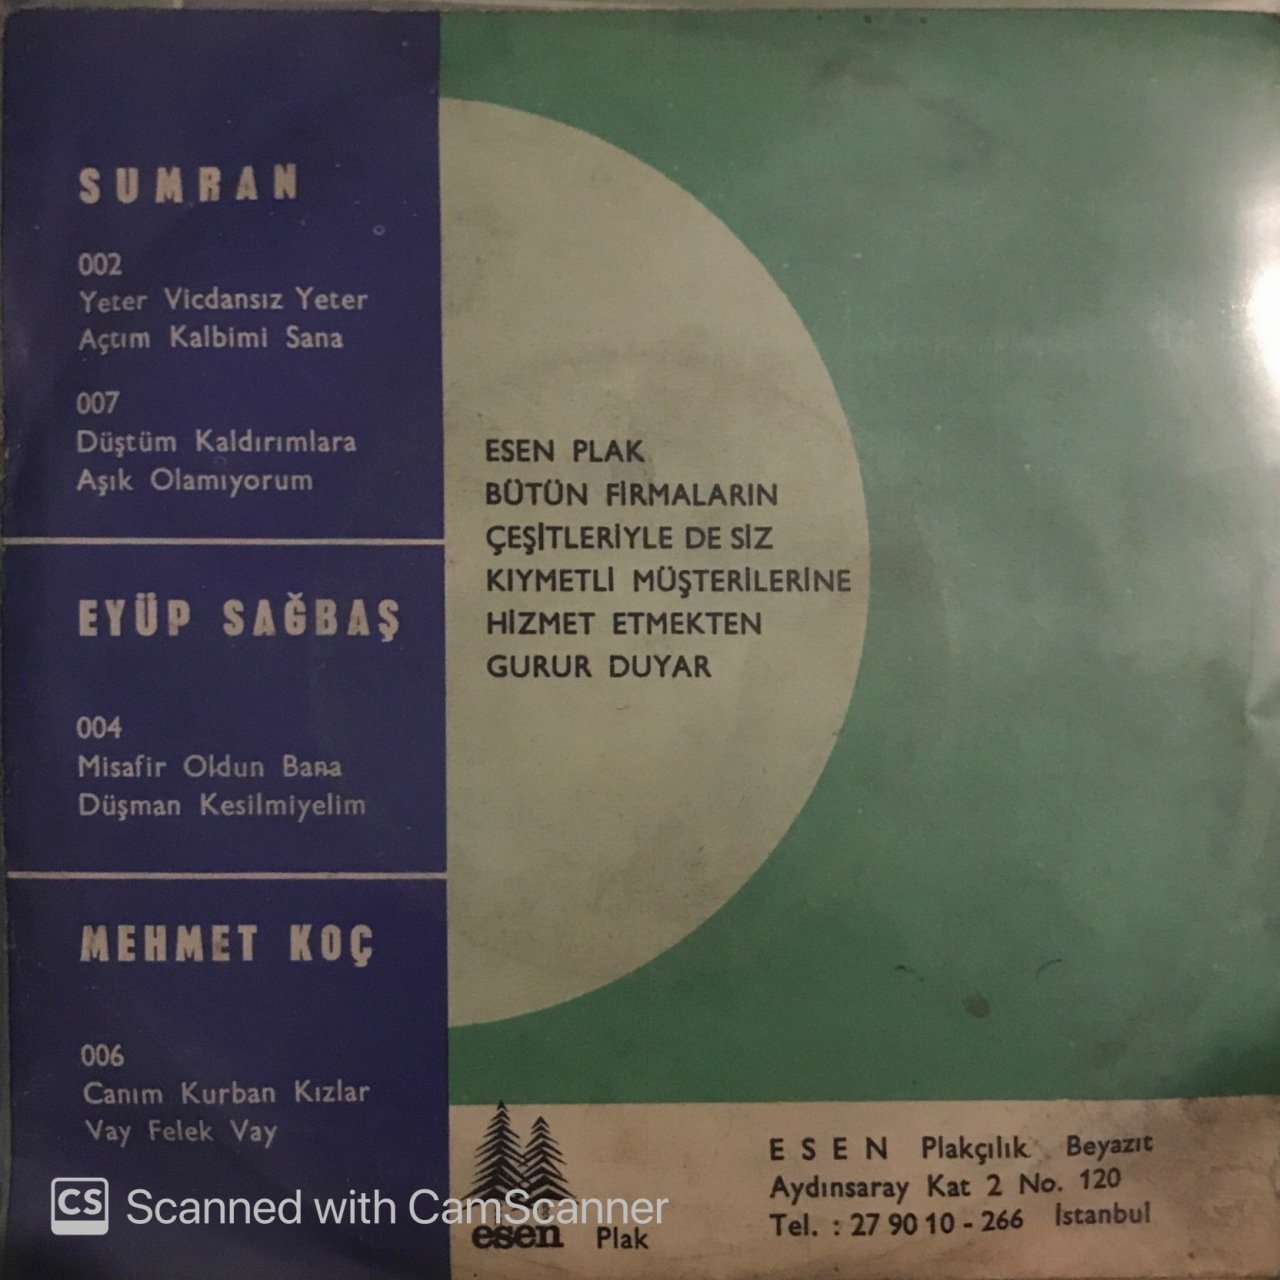 SUMRAN
002
Yeter Vicdansız Yeter
Açtım Kalbimi Sana
007
Düştüm Kaldırımlara
Aşık Olamıyorum
EYÜP SAĞBAŞ
004
Misafir Oldun Bana
Düşman Kesilmiyelim
MEHMET KOÇ
006
Canım Kurban Kızlar
Vay Felek Vay
ESEN PLAK
BÜTÜN FİRMALARIN
ÇEŞİTLERİYLE DE SİZ
KIYMETLİ MÜŞTERİLERİNE
HİZMET ETMEKTEN
GURUR DUYAR
esen Plak
ESEN Plakçılık Beyazıt
Aydınsaray Kat 2 No. 120
Tel. : 27 90 10 - 266 İstanbul
CS Scanned with CamScanner